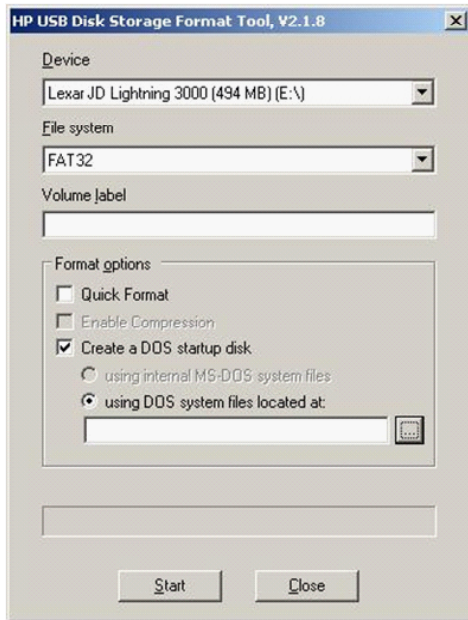 HP USB Disk Storage Format Tool, V2.1.8
Device
Lexar JD Lightning 3000 (494 MB) (E:\)
File system
FAT32
Volume label
Format options
Quick Format
Enable Compression
Create a DOS startup disk
using internal MS-DOS system files
using DOS system files located at:
...
Start
Close